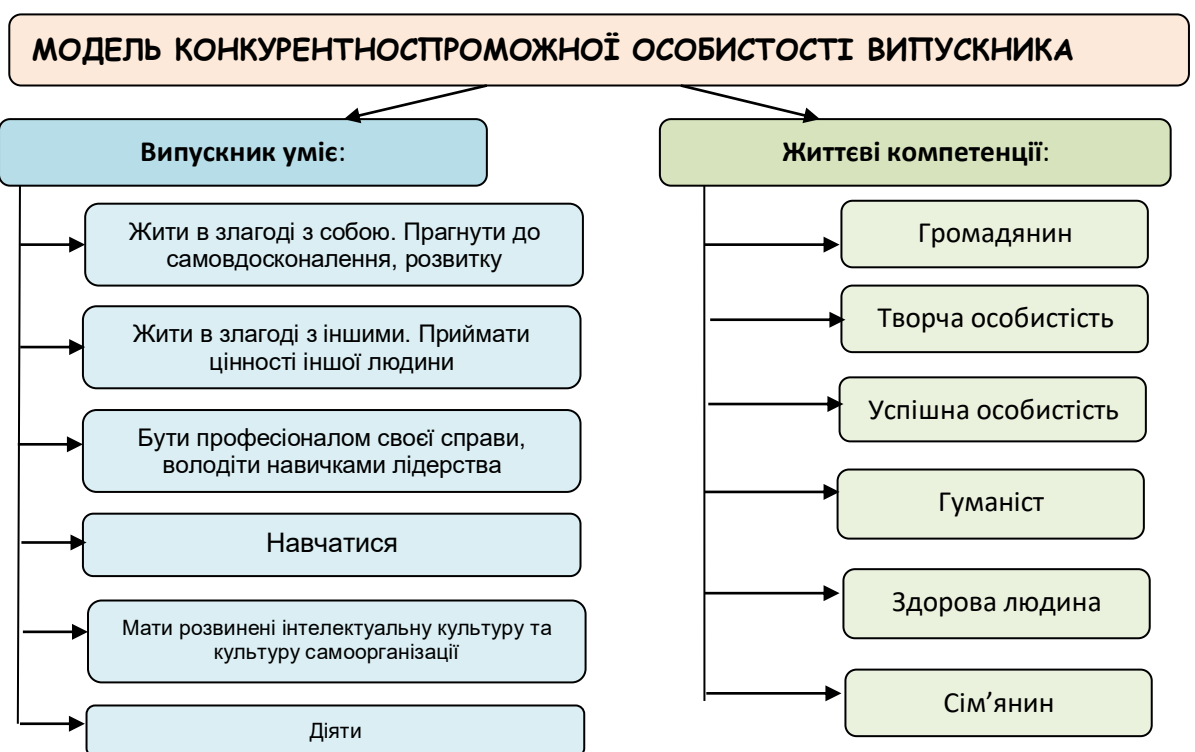 МОДЕЛЬ КОНКУРЕНТНОСПРОМОЖНОЇ ОСОБИСТОСТІ ВИПУСКНИКА
Випускник уміє:
Жити в злагоді з собою. Прагнути до
самовдосконалення, розвитку
Жити в злагоді з іншими. Приймати
цінності іншої людини
Бути професіоналом своєї справи,
володіти навичками лідерства
Навчатися
Мати розвинені інтелектуальну культуру та
культуру самоорганізації
Діяти
Життєві компетенції:
Громадянин
Творча особистість
Успішна особистість
Гуманіст
Здорова людина
Сім’янин